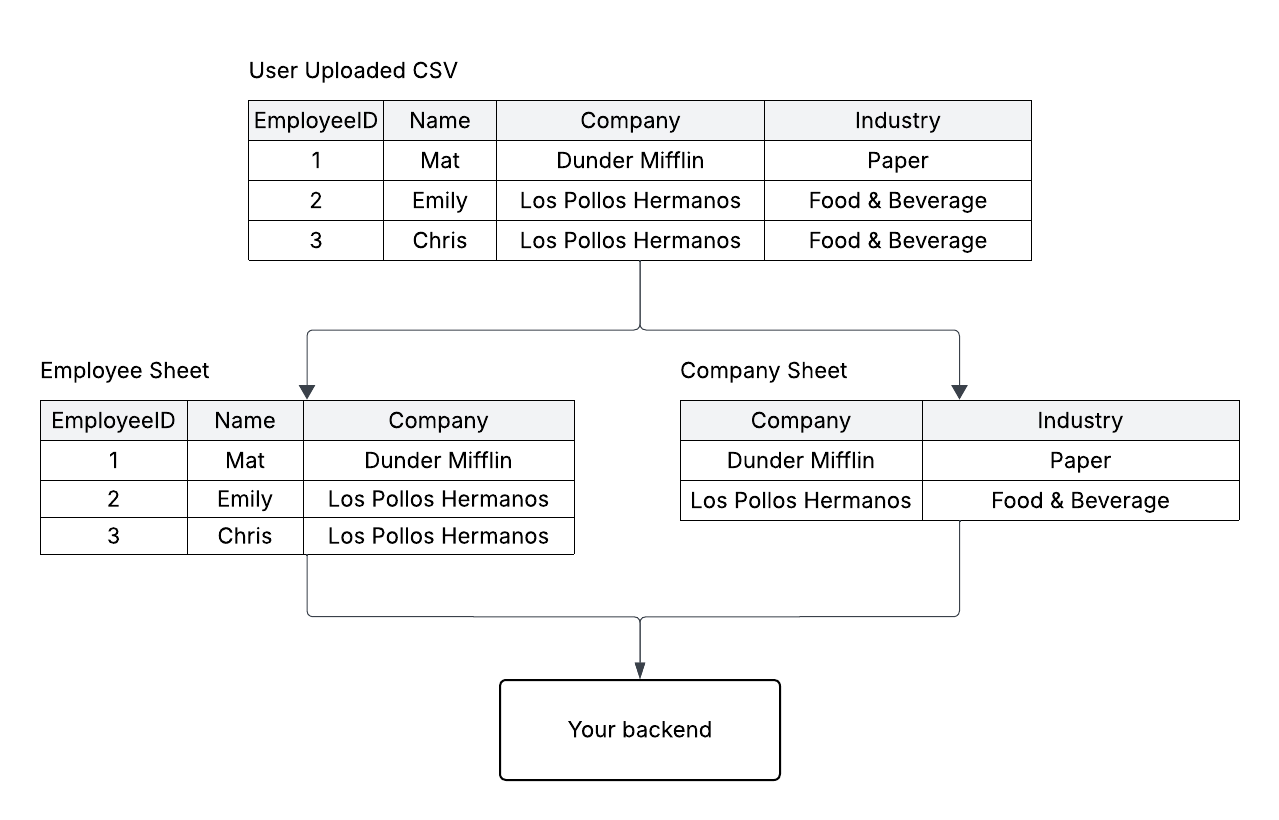 User Uploaded CSV
EmployeeID Name Company Industry
1 Mat Dunder Mifflin Paper
2 Emily Los Pollos Hermanos Food & Beverage
3 Chris Los Pollos Hermanos Food & Beverage
Employee Sheet
EmployeeID Name Company
1 Mat Dunder Mifflin
2 Emily Los Pollos Hermanos
3 Chris Los Pollos Hermanos
Company Sheet
Company Industry
Dunder Mifflin Paper
Los Pollos Hermanos Food & Beverage
Your backend